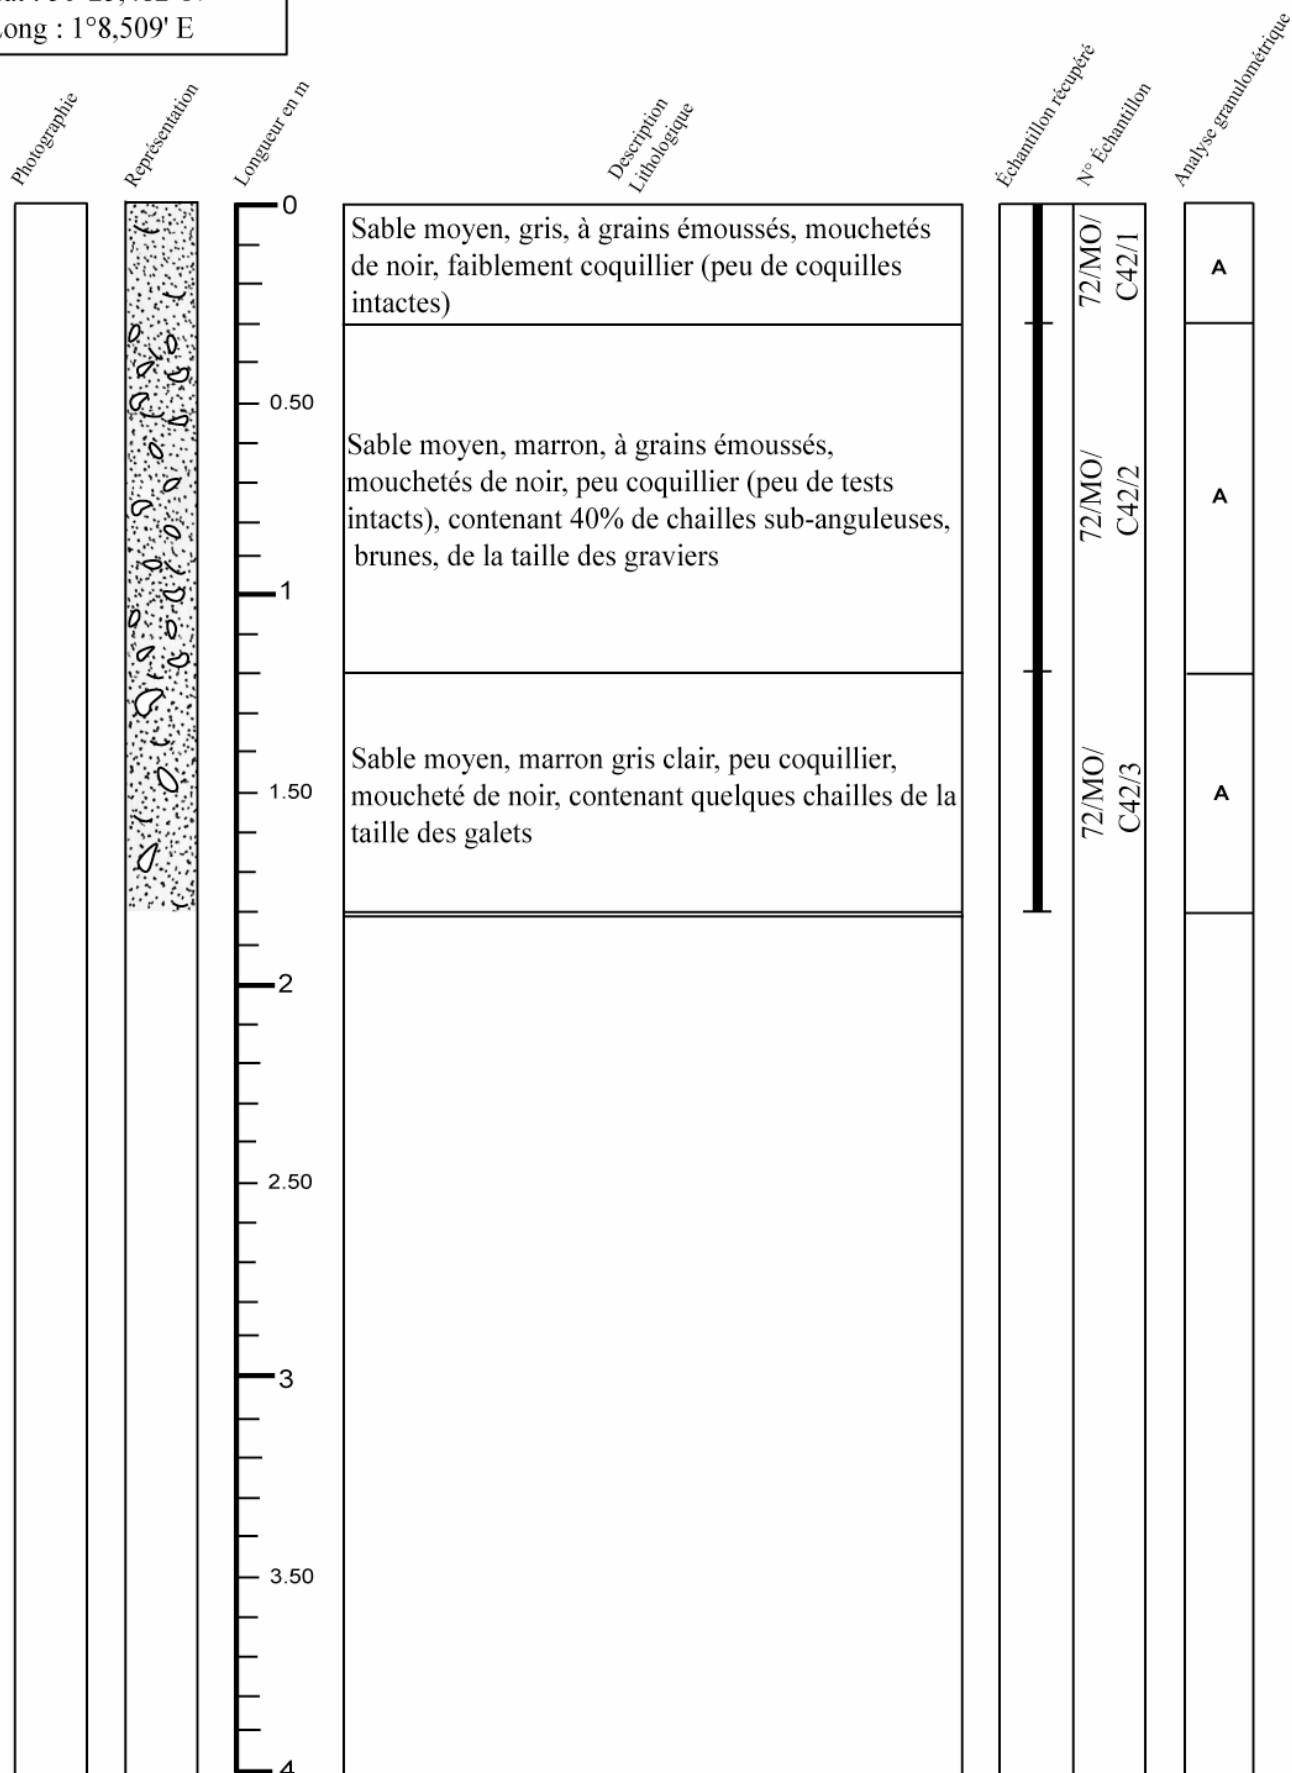 Long : 1°8,509' E
Photographie
Représentation
Longueur en m
Description
Lithologique
Échantillon récupéré
N° Échantillon
Analyse granulométrique
0
Sable moyen, gris, à grains émoussés, mouchetés
de noir, faiblement coquillier (peu de coquilles
intactes)
72/MO/
C42/1
A
0.50
Sable moyen, marron, à grains émoussés,
mouchetés de noir, peu coquillier (peu de tests
intacts), contenant 40% de chailles sub-anguleuses,
brunes, de la taille des graviers
72/MO/
C42/2
A
1
Sable moyen, marron gris clair, peu coquillier,
moucheté de noir, contenant quelques chailles de la
taille des galets
72/MO/
C42/3
A
1.50
2
2.50
3
3.50
4